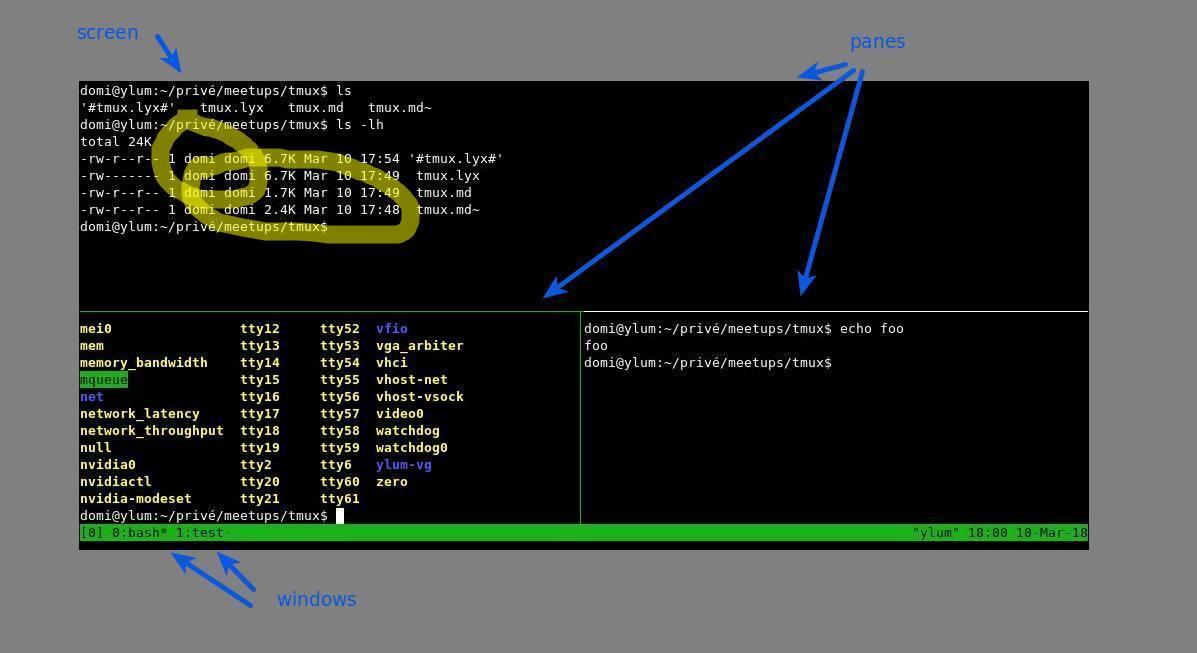 screen
panes
domi@ylum:~/privé/meetups/tmux$ ls
'#tmux.lyx#'   tmux.lyx   tmux.md   tmux.md~
domi@ylum:~/privé/meetups/tmux$ ls -lh
total 24K
-rw-r--r-- 1 domi domi 6.7K Mar 10 17:54 '#tmux.lyx#'
-rw------- 1 domi domi 6.7K Mar 10 17:49  tmux.lyx
-rw-r--r-- 1 domi domi 1.7K Mar 10 17:49  tmux.md
-rw-r--r-- 1 domi domi 2.4K Mar 10 17:48  tmux.md~
domi@ylum:~/privé/meetups/tmux$
mei0 tty12 tty52 vfio
mem tty13 tty53 vga_arbiter
memory_bandwidth tty14 tty54 vhci
mqueue tty15 tty55 vhost-net
net tty16 tty56 vhost-vsock
network_latency tty17 tty57 video0
network_throughput tty18 tty58 watchdog
null tty19 tty59 watchdog0
nvidia0 tty2 tty6 ylum-vg
nvidiactl tty20 tty60 zero
nvidia-modeset tty21 tty61
domi@ylum:~/privé/meetups/tmux$
domi@ylum:~/privé/meetups/tmux$ echo foo
foo
domi@ylum:~/privé/meetups/tmux$
[0] 0:bash* 1:test- "ylum" 18:00 10-Mar-18
windows